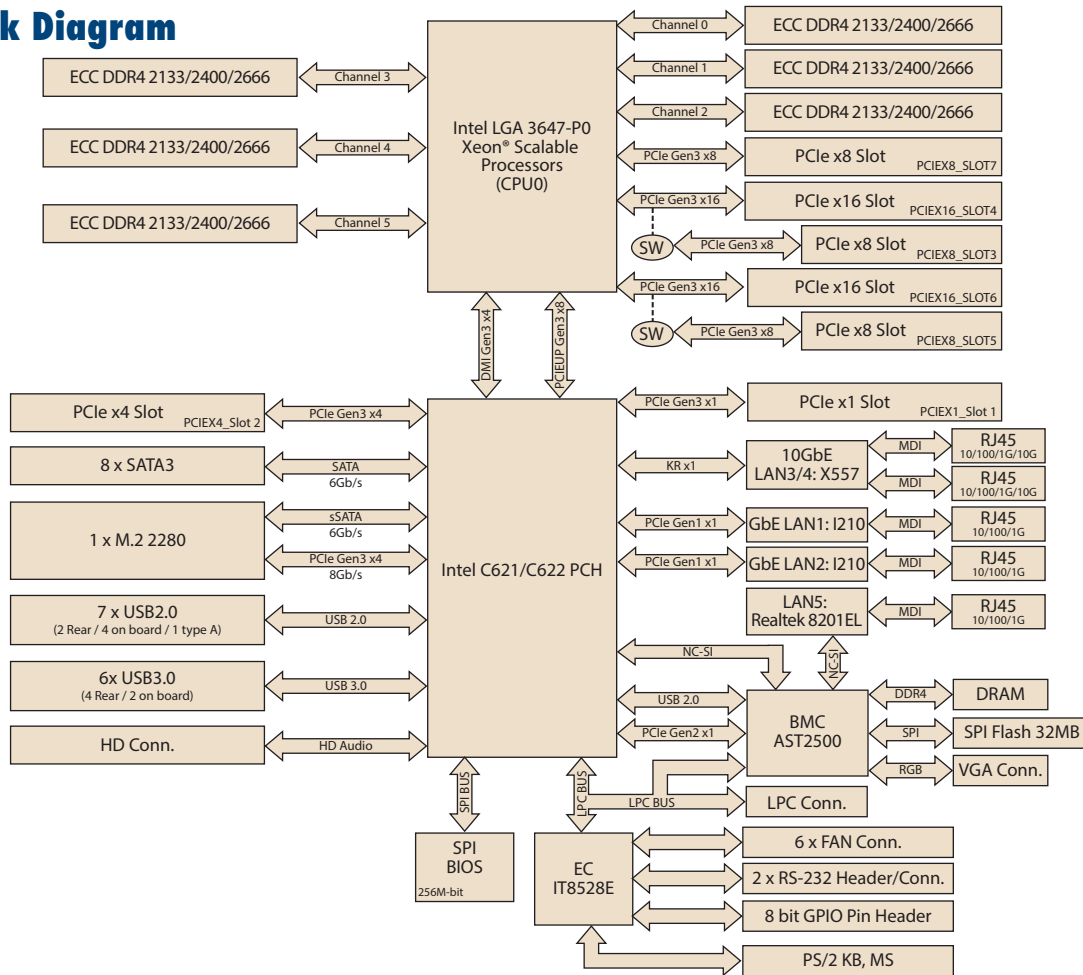 k Diagram
ECC DDR4 2133/2400/2666
Channel 3
ECC DDR4 2133/2400/2666
Channel 4
ECC DDR4 2133/2400/2666
Channel 5
Intel LGA 3647-P0
Xeon® Scalable
Processors
(CPU0)
Channel 0
ECC DDR4 2133/2400/2666
Channel 1
ECC DDR4 2133/2400/2666
Channel 2
ECC DDR4 2133/2400/2666
PCIe Gen3 x8
PCIe x8 Slot
PCIEX8_SLOT7
PCIe Gen3 x16
PCIe x16 Slot
PCIEX16_SLOT4
SW
PCIe Gen3 x8
PCIe x8 Slot
PCIEX8_SLOT3
PCIe Gen3 x16
PCIe x16 Slot
PCIEX16_SLOT6
SW
PCIe Gen3 x8
PCIe x8 Slot
PCIEX8_SLOT5
DMI Gen3 x4
PCIEUP Gen3 x8
PCIe x4 Slot
PCIEX4_Slot 2
PCIe Gen3 x4
8 x SATA3
SATA
6Gb/s
1 x M.2 2280
sSATA
6Gb/s
PCIe Gen3 x4
8Gb/s
7 x USB2.0
(2 Rear / 4 on board / 1 type A)
USB 2.0
6x USB3.0
(4 Rear / 2 on board)
USB 3.0
HD Conn.
HD Audio
Intel C621/C622 PCH
PCIe Gen3 x1
PCIe x1 Slot
PCIEX1_Slot 1
KR x1
10GbE
LAN3/4: X557
MDI
RJ45
10/100/1G/10G
MDI
RJ45
10/100/1G/10G
PCIe Gen1 x1
GbE LAN1: I210
MDI
RJ45
10/100/1G
PCIe Gen1 x1
GbE LAN2: I210
MDI
RJ45
10/100/1G
LAN5:
Realtek 8201EL
MDI
RJ45
10/100/1G
NC-SI
NC-SI
USB 2.0
PCIe Gen2 x1
BMC
AST2500
DDR4
DRAM
SPI
SPI Flash 32MB
RGB
VGA Conn.
SPI BUS
LPC BUS
LPC BUS
LPC Conn.
SPI
BIOS
256M-bit
EC
IT8528E
6 x FAN Conn.
2 x RS-232 Header/Conn.
8 bit GPIO Pin Header
PS/2 KB, MS